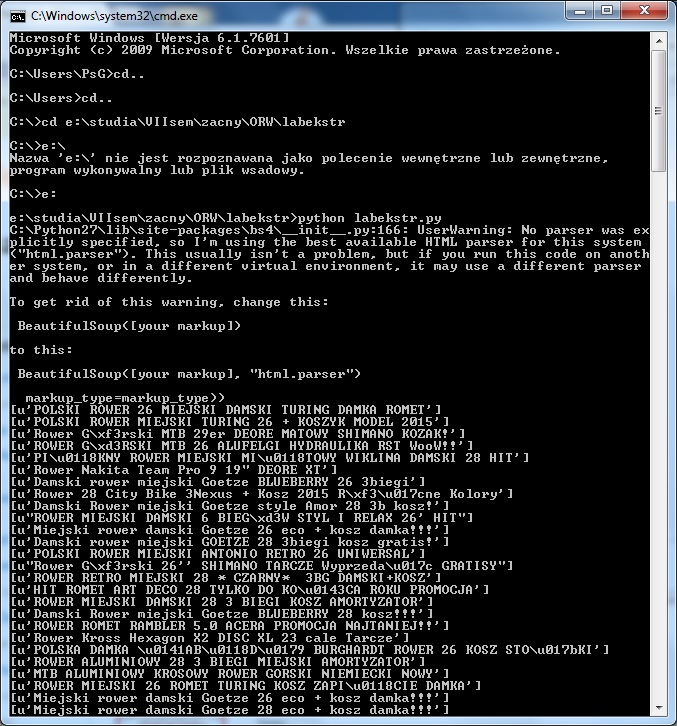 C:\Windows\system32\cmd.exe
Microsoft Windows [Wersja 6.1.7601]
Copyright (c) 2009 Microsoft Corporation. Wszelkie prawa zastrzeżone.
C:\Users\PsG>cd..
C:\Users>cd..
C:\>cd e:\studia\VIIsem\zacny\ORW\labekstr
C:\>e:\
Nazwa 'e:\' nie jest rozpoznawana jako polecenie wewnętrzne lub zewnętrzne,
program wykonywalny lub plik wsadowy.
C:\>e:
e:\studia\VIIsem\zacny\ORW\labekstr>python labekstr.py
C:\Python27\lib\site-packages\bs4\__init__.py:166: UserWarning: No parser was ex
plicitly specified, so I'm using the best available HTML parser for this system
("html.parser"). This usually isn't a problem, but if you run this code on anoth
er system, or in a different virtual environment, it may use a different parser
and behave differently.
To get rid of this warning, change this:
BeautifulSoup([your markup])
to this:
BeautifulSoup([your markup], "html.parser")
markup_type=markup_type))
[u'POLSKI ROWER 26 MIEJSKI DAMSKI TURING DAMKA ROMET']
[u'POLSKI ROWER MIEJSKI TURING 26 + KOSZYK MODEL 2015']
[u'Rower G\xf3rski MTB 29er DEORE MATOWY SHIMANO KOZAK!']
[u'ROWER G\xd3RSKI MTB 26 ALUFELGI HYDRAULIKA RST WooW!!']
[u'PI\u0118KNY ROWER MIEJSKI MI\u0118TOWY WIKLINA DAMSKI 28 HIT']
[u'Rower Nakita Team Pro 9 19" DEORE XT']
[u'Damski rower miejski Goetze BLUEBERRY 26 3biegi']
[u'Rower 28 City Bike 3Nexus + Kosz 2015 R\xf3\u017cne Kolory']
[u'Damski Rower miejski Goetze style Amor 28 3b kosz!']
[u"ROWER MIEJSKI DAMSKI 6 BIEG\xd3W STYL I RELAX 26' HIT"]
[u'Miejski rower damski Goetze 26 eco + kosz damka!!!']
[u'Damski rower miejski GOETZE 28 3biegi kosz gratis!']
[u'POLSKI ROWER MIEJSKI ANTONIO RETRO 26 UNIWERSAL']
[u"Rower G\xf3rski 26'' SHIMANO TARCZE Wyprzeda\u017c GRATISY"]
[u'ROWER RETRO MIEJSKI 28 * CZARNY*  3BG DAMSKI+KOSZ']
[u'HIT ROMET ART DECO 28 TYLKO DO KO\u0143CA ROKU PROMOCJA']
[u'ROWER MIEJSKI DAMSKI 28 3 BIEGI KOSZ AMORTYZATOR']
[u'Damski Rower miejski Goetze BLUEBERRY 28 kosz!!!']
[u'ROWER ROMET RAMBLER 5.0 ACERA PROMOCJA NAJTANIEJ!!']
[u'Rower Kross Hexagon X2 DISC XL 23 cale Tarcze']
[u'POLSKA DAMKA \u0141AB\u0118D\u0179 BURGHARDT ROWER 26 KOSZ STO\u017bKI']
[u'ROWER ALUMINIOWY 28 3 BIEGI MIEJSKI AMORTYZATOR']
[u'MTB ALUMINIOWY KROSOWY ROWER GORSKI NIEMIECKI NOWY']
[u'ROWER MIEJSKI 26 ROMET TURING KOSZ ZAPI\u0118CIE DAMKA']
[u'Miejski rower damski Goetze 26 eco + kosz damka!!!']
[u'Miejski rower damski Goetze 28 eco + kosz damka!!!']